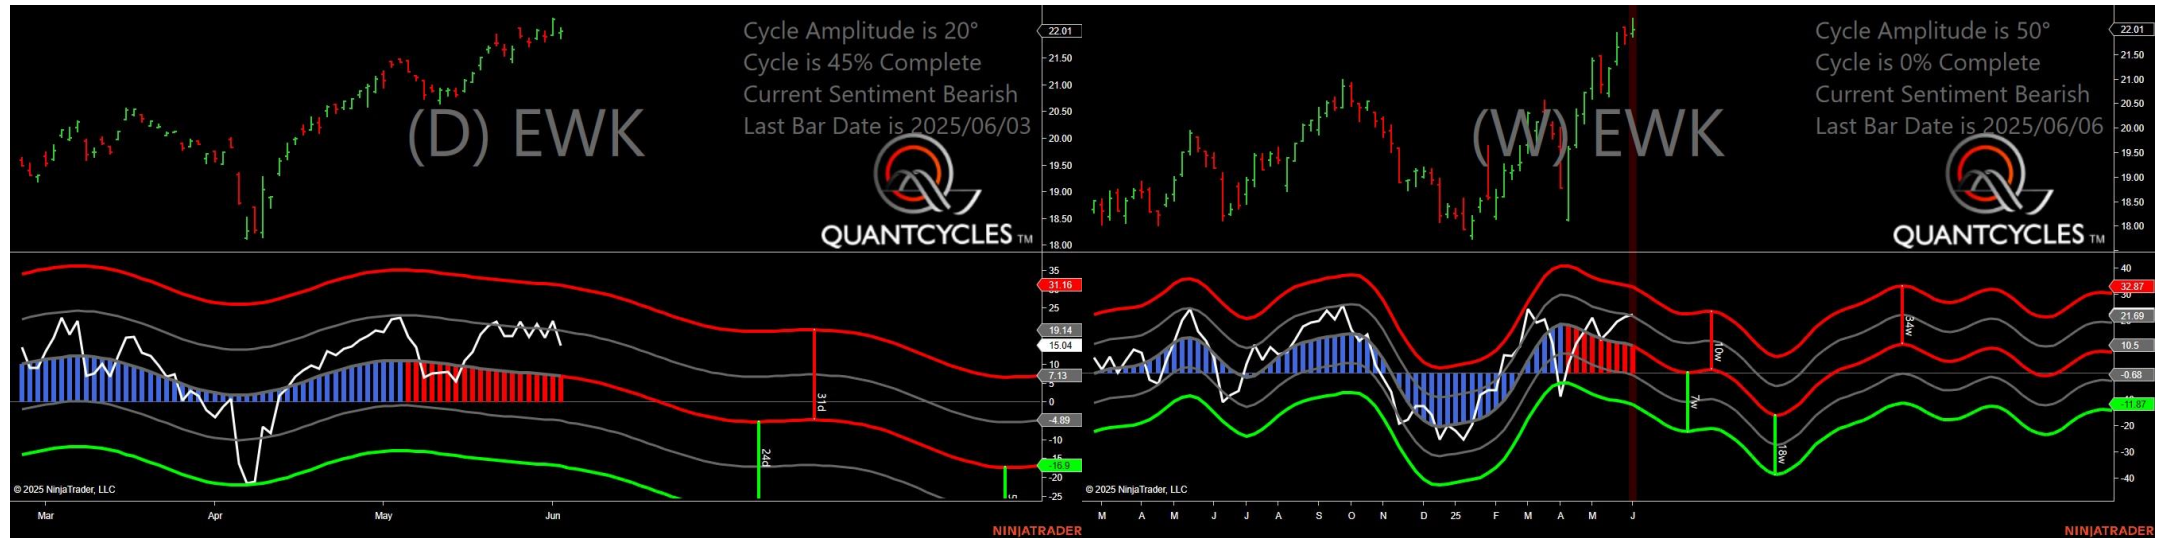 Cycle Amplitude is 20°
Cycle is 45% Complete
Current Sentiment Bearish
Last Bar Date is 2025/06/03
(D) EWK
QUANTCYCLES TM
22.01
21.50
21.00
20.50
20.00
19.50
19.00
18.50
18.00
35
31.16
25
19.14
15.04
10
7.13
5
0
-4.89
-10
-15
-16.9
-20
-25
24d
31d
5
© 2025 NinjaTrader, LLC
Mar Apr May Jun
NINJATRADER
Cycle Amplitude is 50°
Cycle is 0% Complete
Current Sentiment Bearish
Last Bar Date is 2025/06/06
(W) EWK
QUANTCYCLES TM
22.01
21.50
21.00
20.50
20.00
19.50
19.00
18.50
18.00
40
32.87
30
21.69
10.5
-0.68
-11.87
-20
-30
-40
7w
10w
18w
34w
© 2025 NinjaTrader, LLC
M A M J J A S O N D 25 F M A M J
NINJATRADER